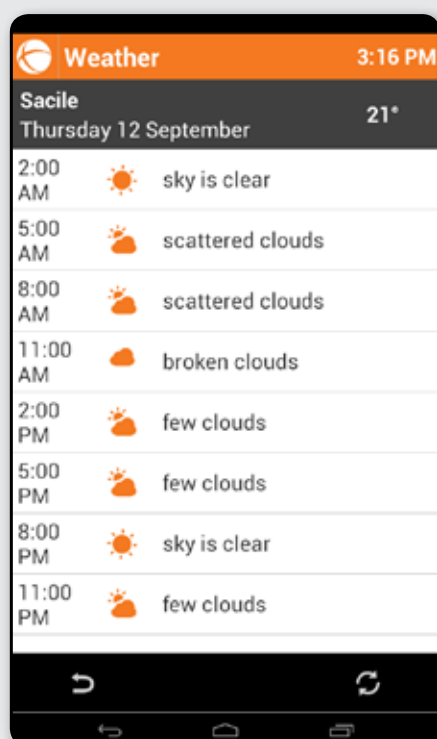 Weather 3:16 PM
Sacile
Thursday 12 September
21°
2:00
AM
sky is clear
5:00
AM
scattered clouds
8:00
AM
scattered clouds
11:00
AM
broken clouds
2:00
PM
few clouds
5:00
PM
few clouds
8:00
PM
sky is clear
11:00
PM
few clouds